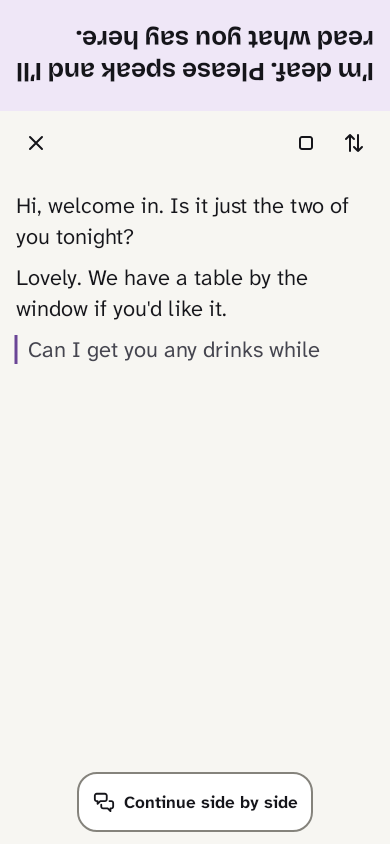 I'm deaf. Please speak and I'll
read what you say here.
Hi, welcome in. Is it just the two of
you tonight?
Lovely. We have a table by the
window if you'd like it.
Can I get you any drinks while
Continue side by side